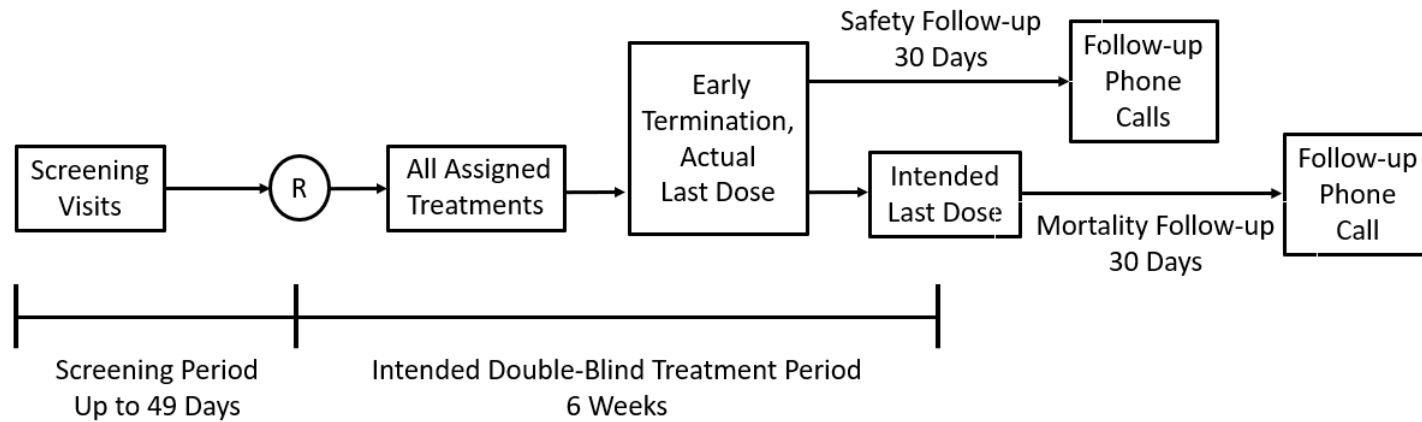 Screening
Visits
R
All Assigned
Treatments
Early
Termination,
Actual
Last Dose
Safety Follow-up
30 Days
Follow-up
Phone
Calls
Intended
Last Dose
Mortality Follow-up
30 Days
Follow-up
Phone
Call
Screening Period
Up to 49 Days
Intended Double-Blind Treatment Period
6 Weeks